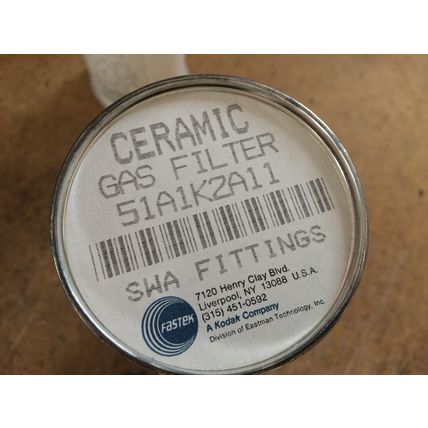 CERAMIC
GAS FILTER
51A1KZA11
SWA FITTINGS
7120 Henry Clay Blvd.
Liverpool, NY 13088 U.S.A.
(315) 451-0592
A Kodak Company
Division of Eastman Technology, Inc.
FASTEK